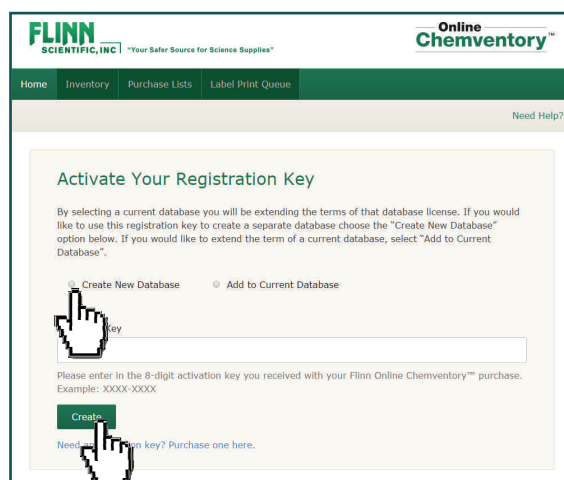 FLINN
SCIENTIFIC, INC "Your Safer Source for Science Supplies"
Online
Chemventory™
Home Inventory Purchase Lists Label Print Queue
Need Help?
Activate Your Registration Key
By selecting a current database you will be extending the terms of that database license. If you would
like to use this registration key to create a separate database choose the "Create New Database"
option below. If you would like to extend the term of a current database, select "Add to Current
Database".
Create New Database Add to Current Database
Key
Please enter in the 8-digit activation key you received with your Flinn Online Chemventory™ purchase.
Example: XXXX-XXXX
Create
Need key? Purchase one here.